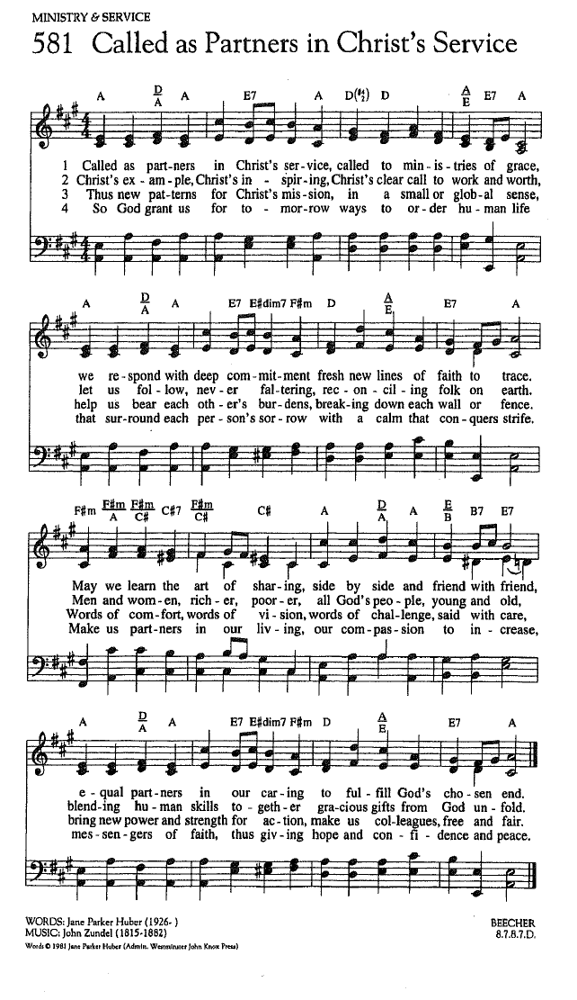 MINISTRY & SERVICE
581 Called as Partners in Christ's Service
A D/A A E7 A D(#4/2) D A/E E7 A
1 Called as part-ners in Christ's ser-vice, called to min-is-tries of grace,
2 Christ's ex-am-ple, Christ's in-spir-ing, Christ's clear call to work and worth,
3 Thus new pat-terns for Christ's mis-sion, in a small or glob-al sense,
4 So God grant us for to-mor-row ways to or-der hu-man life
A D/A A E7 E#dim7 F#m D A/E E7 A
we re-spond with deep com-mit-ment fresh new lines of faith to trace.
let us fol-low, nev-er fal-tering, rec-on-cil-ing folk on earth.
help us bear each oth-er's bur-dens, break-ing down each wall or fence.
that sur-round each per-son's sor-row with a calm that con-quers strife.
F#m F#m/A F#m/C# C#7 F#m/C# C# A D/A A E/B B7 E7
May we learn the art of shar-ing, side by side and friend with friend,
Men and wom-en, rich-er, poor-er, all God's peo-ple, young and old,
Words of com-fort, words of vi-sion, words of chal-lenge, said with care,
Make us part-ners in our liv-ing, our com-pas-sion to in-crease,
A D/A A E7 E#dim7 F#m D A/E E7 A
e-qual part-ners in our car-ing to ful-fill God's cho-sen end.
blend-ing hu-man skills to-geth-er gra-cious gifts from God un-fold.
bring new power and strength for ac-tion, make us col-leagues, free and fair.
mes-sen-gers of faith, thus giv-ing hope and con-fi-dence and peace.
WORDS: Jane Parker Huber (1926- )
MUSIC: John Zundel (1815-1882)
Words © 1981 Jane Parker Huber (Admin. Westminster John Knox Press)
BEECHER
8.7.8.7.D.